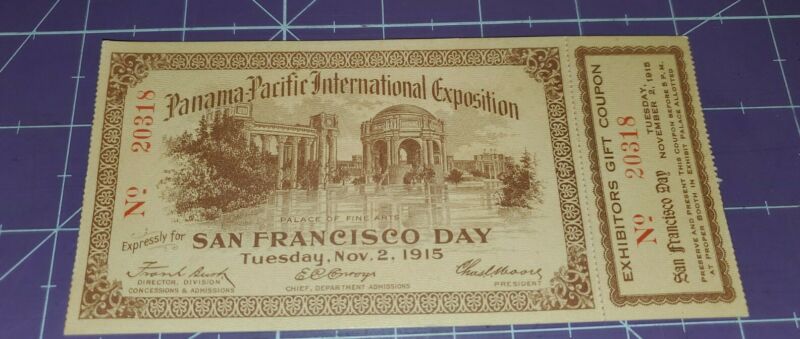 Panama-Pacific International Exposition
Nº 20318
PALACE OF FINE ARTS
Expressly for SAN FRANCISCO DAY
Tuesday, Nov. 2, 1915
Frank Burt
DIRECTOR, DIVISION
CONCESSIONS & ADMISSIONS
CHIEF, DEPARTMENT ADMISSIONS
Chas. C. Moore
PRESIDENT
EXHIBITORS GIFT COUPON
Nº 20318
TUESDAY,
San Francisco Day NOVEMBER 2, 1915
PRESERVE AND PRESENT THIS COUPON BEFORE 5 P.M.
AT PROPER BOOTH IN EXHIBIT PALACE ALLOTTED